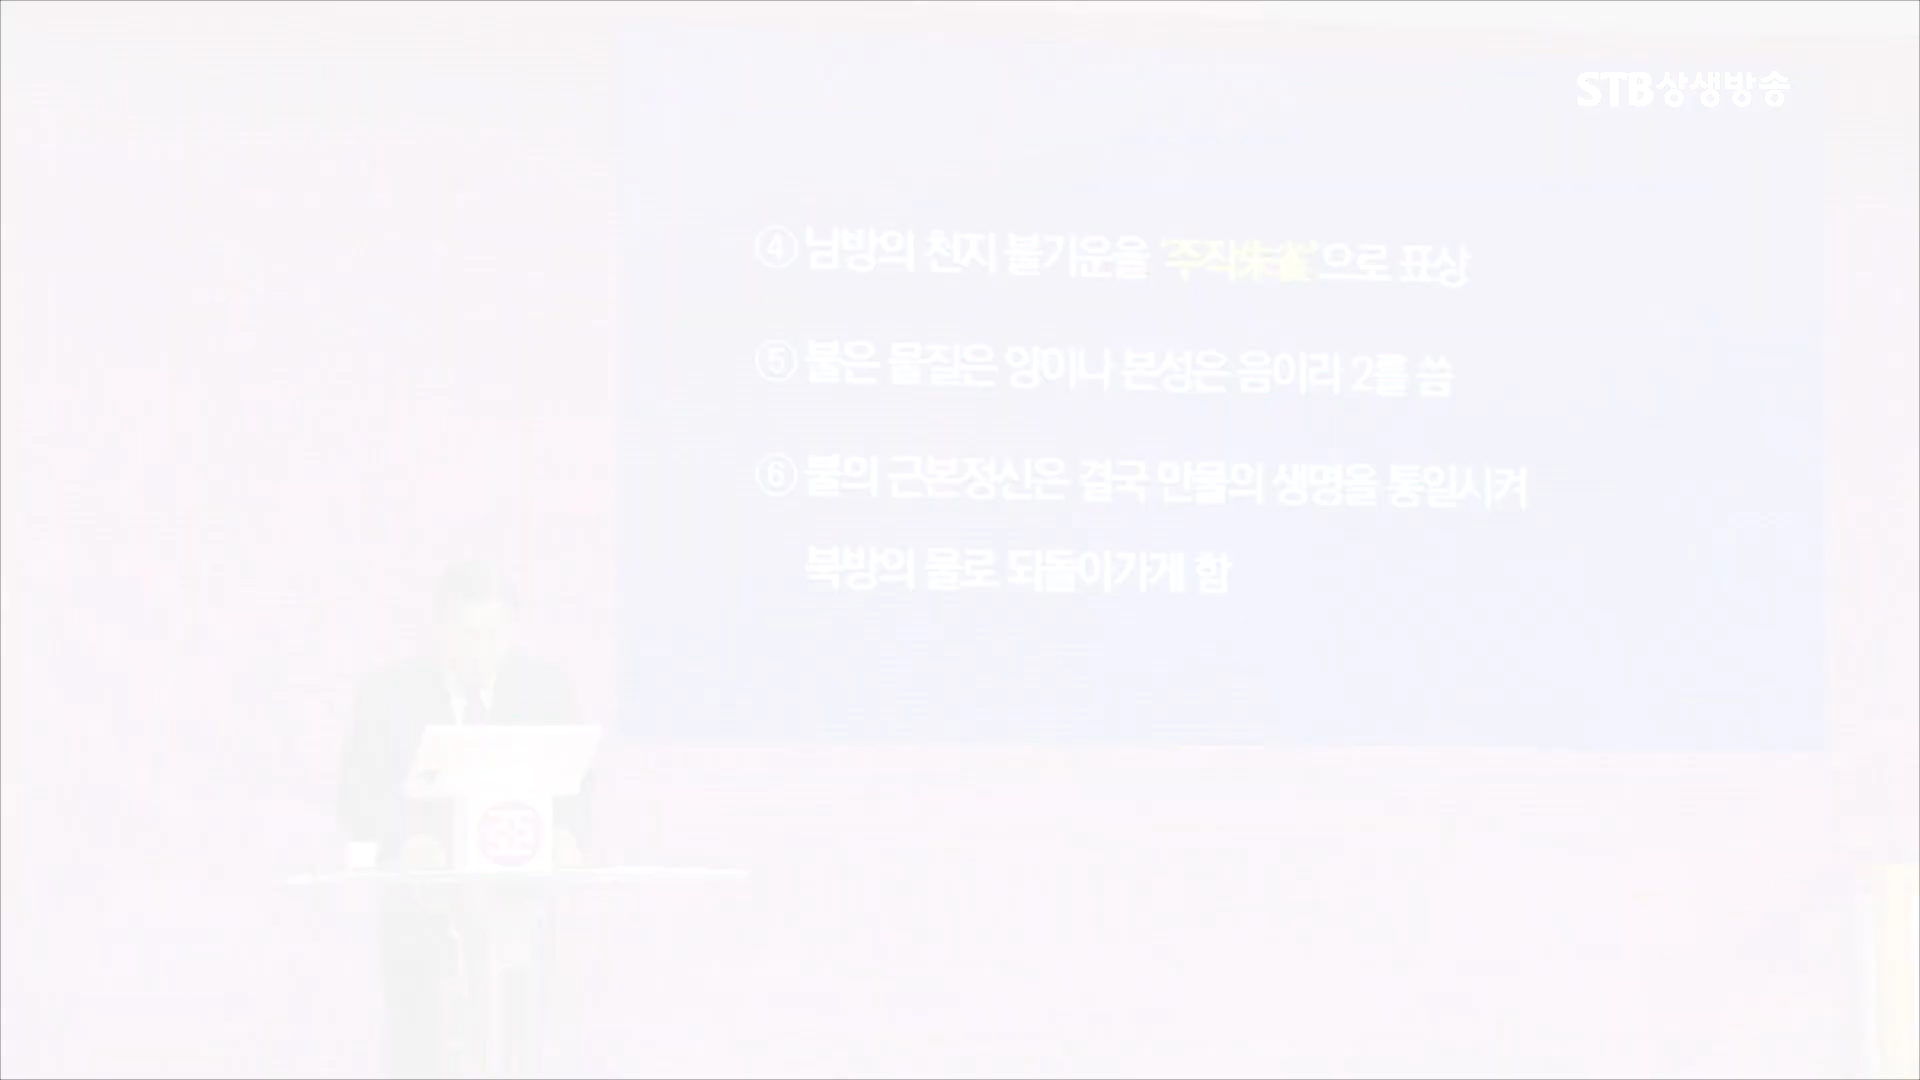 STB상생방송
④ 남방의 천지 불기운을 '주작朱雀'으로 표상
⑤ 불은 물질은 양이나 본성은 음이라 2를 씀
⑥ 불의 근본정신은 결국 만물의 생명을 통일시켜
북방의 물로 되돌아가게 함